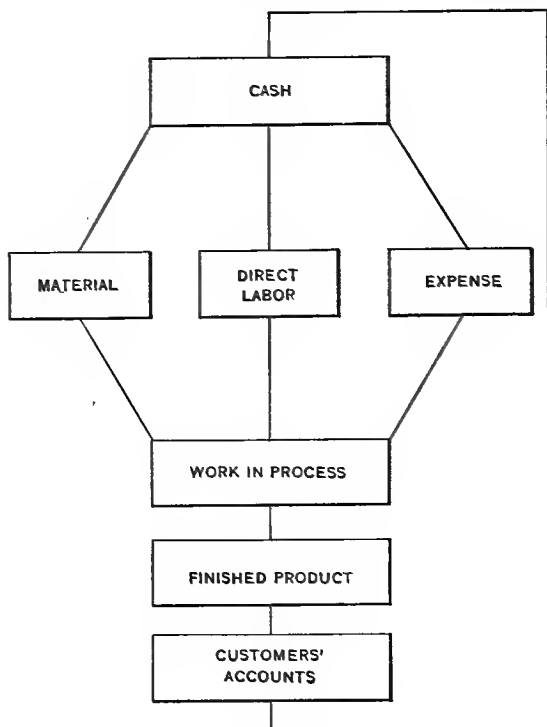 CASH
MATERIAL
DIRECT
LABOR
EXPENSE
WORK IN PROCESS
FINISHED PRODUCT
CUSTOMERS'
ACCOUNTS